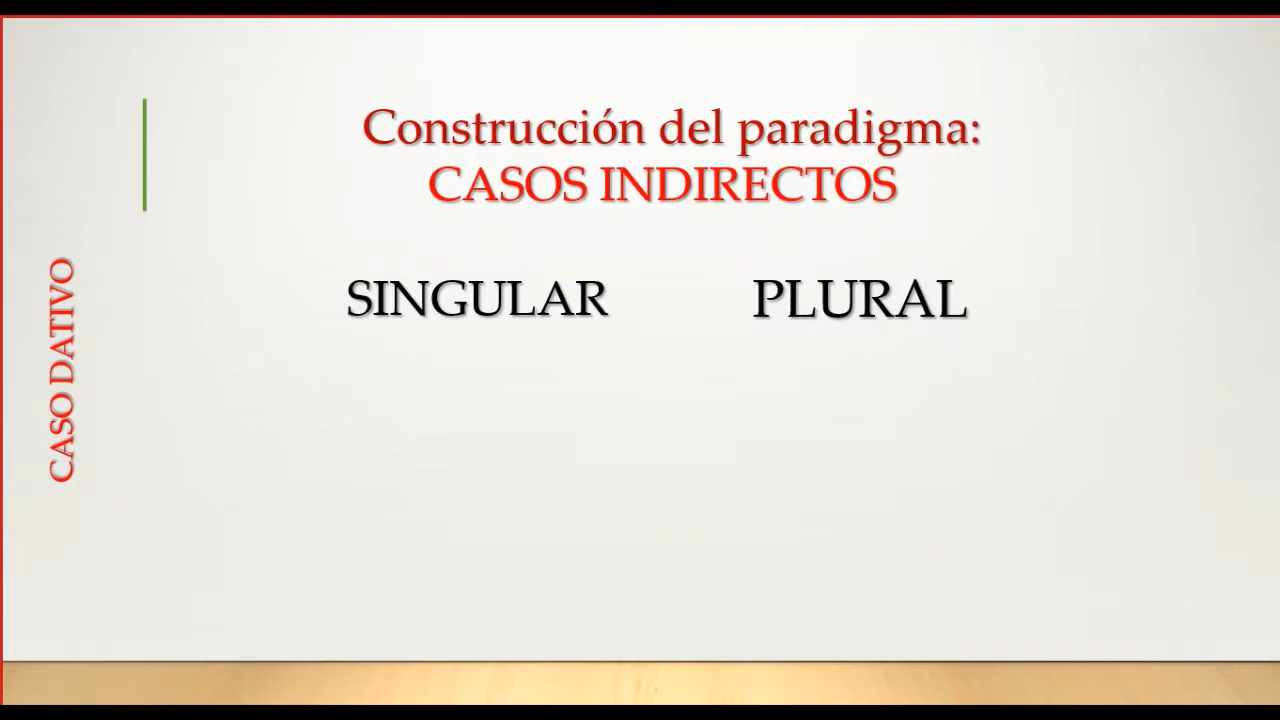 Construcción del paradigma:
CASOS INDIRECTOS
SINGULAR PLURAL
CASO DATIVO